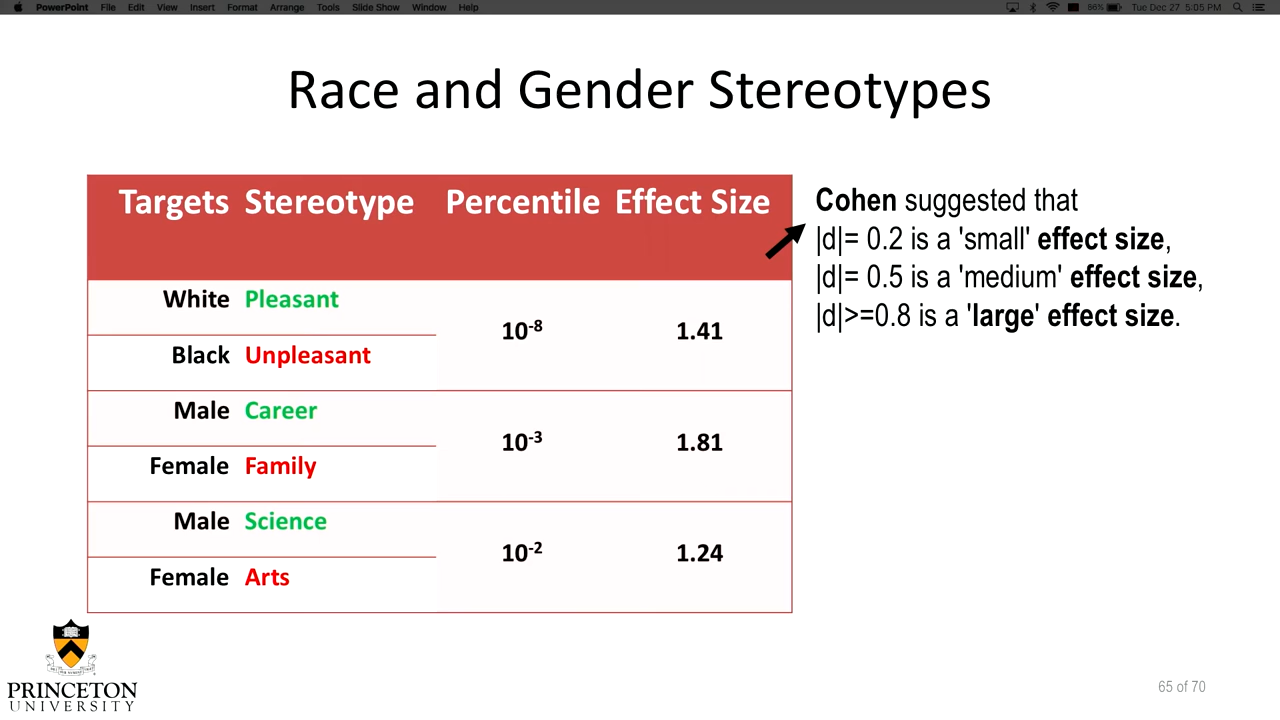 PowerPoint File Edit View Insert Format Arrange Tools Slide Show Window Help 86% Tue Dec 27 5:05 PM
Race and Gender Stereotypes
Targets Stereotype Percentile Effect Size
White Pleasant
10-8 1.41
Black Unpleasant
Male Career
10-3 1.81
Female Family
Male Science
10-2 1.24
Female Arts
Cohen suggested that
|d|= 0.2 is a 'small' effect size,
|d|= 0.5 is a 'medium' effect size,
|d|>=0.8 is a 'large' effect size.
PRINCETON
UNIVERSITY
65 of 70